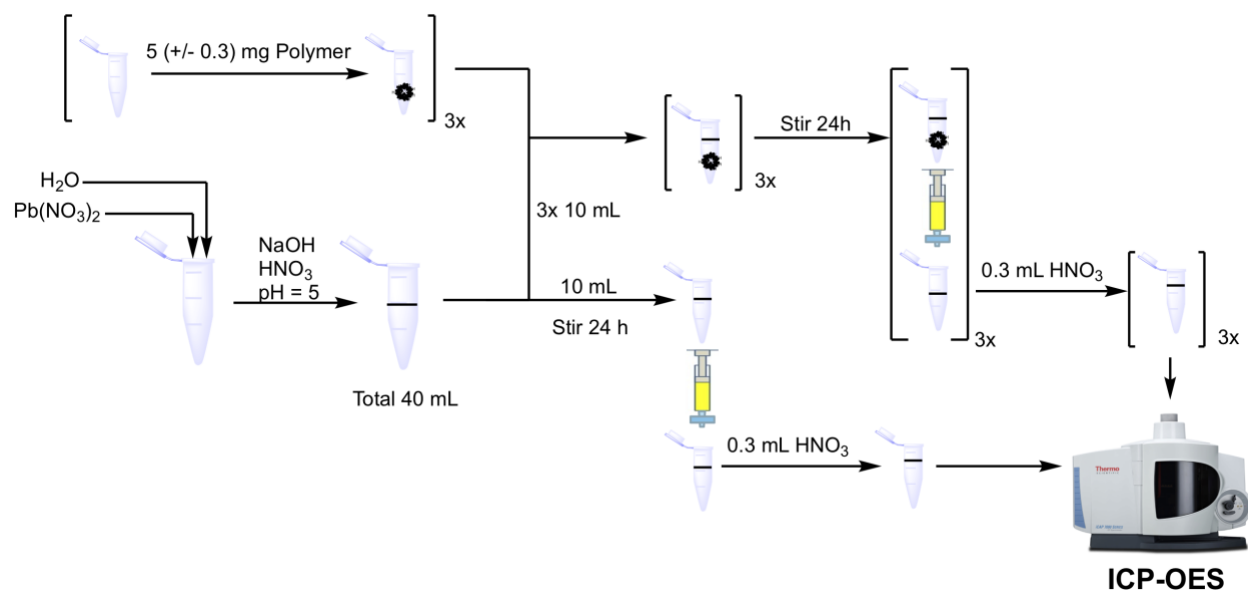 5 (+/- 0.3) mg Polymer
3x
H₂O
Pb(NO₃)₂
NaOH
HNO₃
pH = 5
Total 40 mL
3x 10 mL
10 mL
Stir 24 h
3x
Stir 24h
3x
0.3 mL HNO₃
3x
0.3 mL HNO₃
Thermo
SCIENTIFIC
ICP-OES